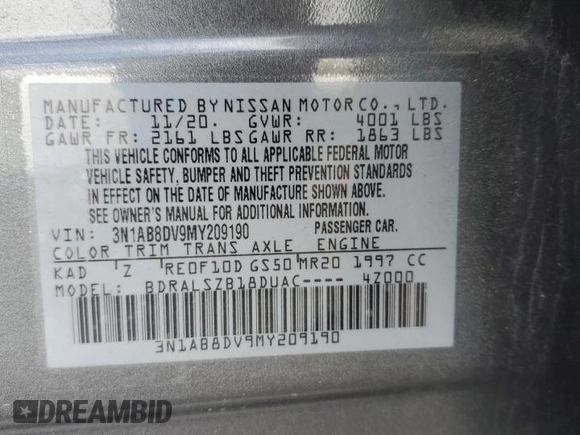 MANUFACTURED BY NISSAN MOTOR CO., LTD.
DATE: 11/20. GVWR: 4001 LBS
GAWR FR: 2161 LBS GAWR RR: 1863 LBS
THIS VEHICLE CONFORMS TO ALL APPLICABLE FEDERAL MOTOR
VEHICLE SAFETY, BUMPER AND THEFT PREVENTION STANDARDS
IN EFFECT ON THE DATE OF MANUFACTURE SHOWN ABOVE.
SEE OWNER'S MANUAL FOR ADDITIONAL INFORMATION.
VIN: 3N1AB8DV9MY209190 PASSENGER CAR.
COLOR TRIM TRANS AXLE ENGINE
KAD Z RE0F10D GS50 MR20 1997 CC
MODEL: BDRALSZB18DUAC---- 4Z000
3N1AB8DV9MY209190
DREAMBID